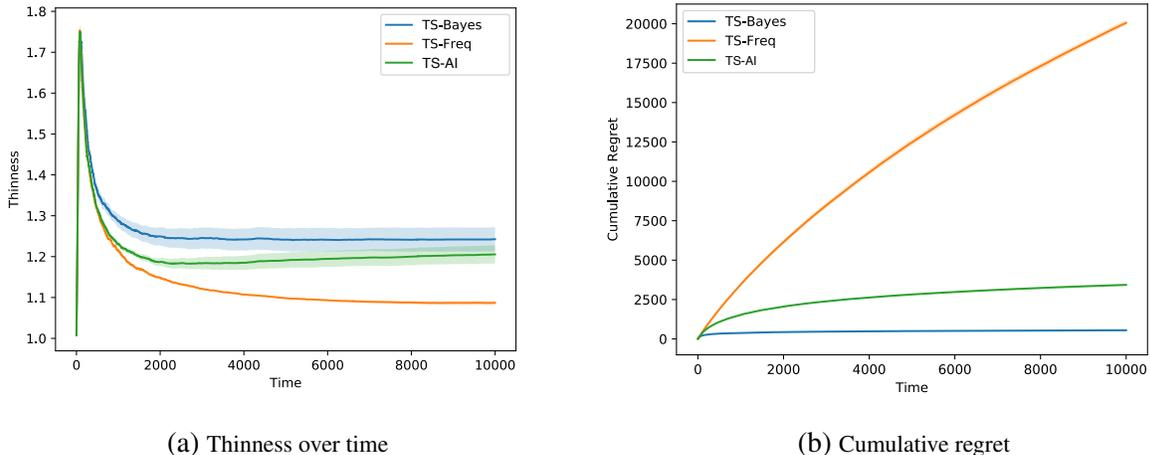 1.8
1.7
1.6
1.5
1.4
1.3
1.2
1.1
1.0
Thinness
TS-Bayes
TS-Freq
TS-AI
0 2000 4000 6000 8000 10000
Time
(a) Thinness over time
20000
17500
15000
12500
10000
7500
5000
2500
0
Cumulative Regret
TS-Bayes
TS-Freq
TS-AI
0 2000 4000 6000 8000 10000
Time
(b) Cumulative regret